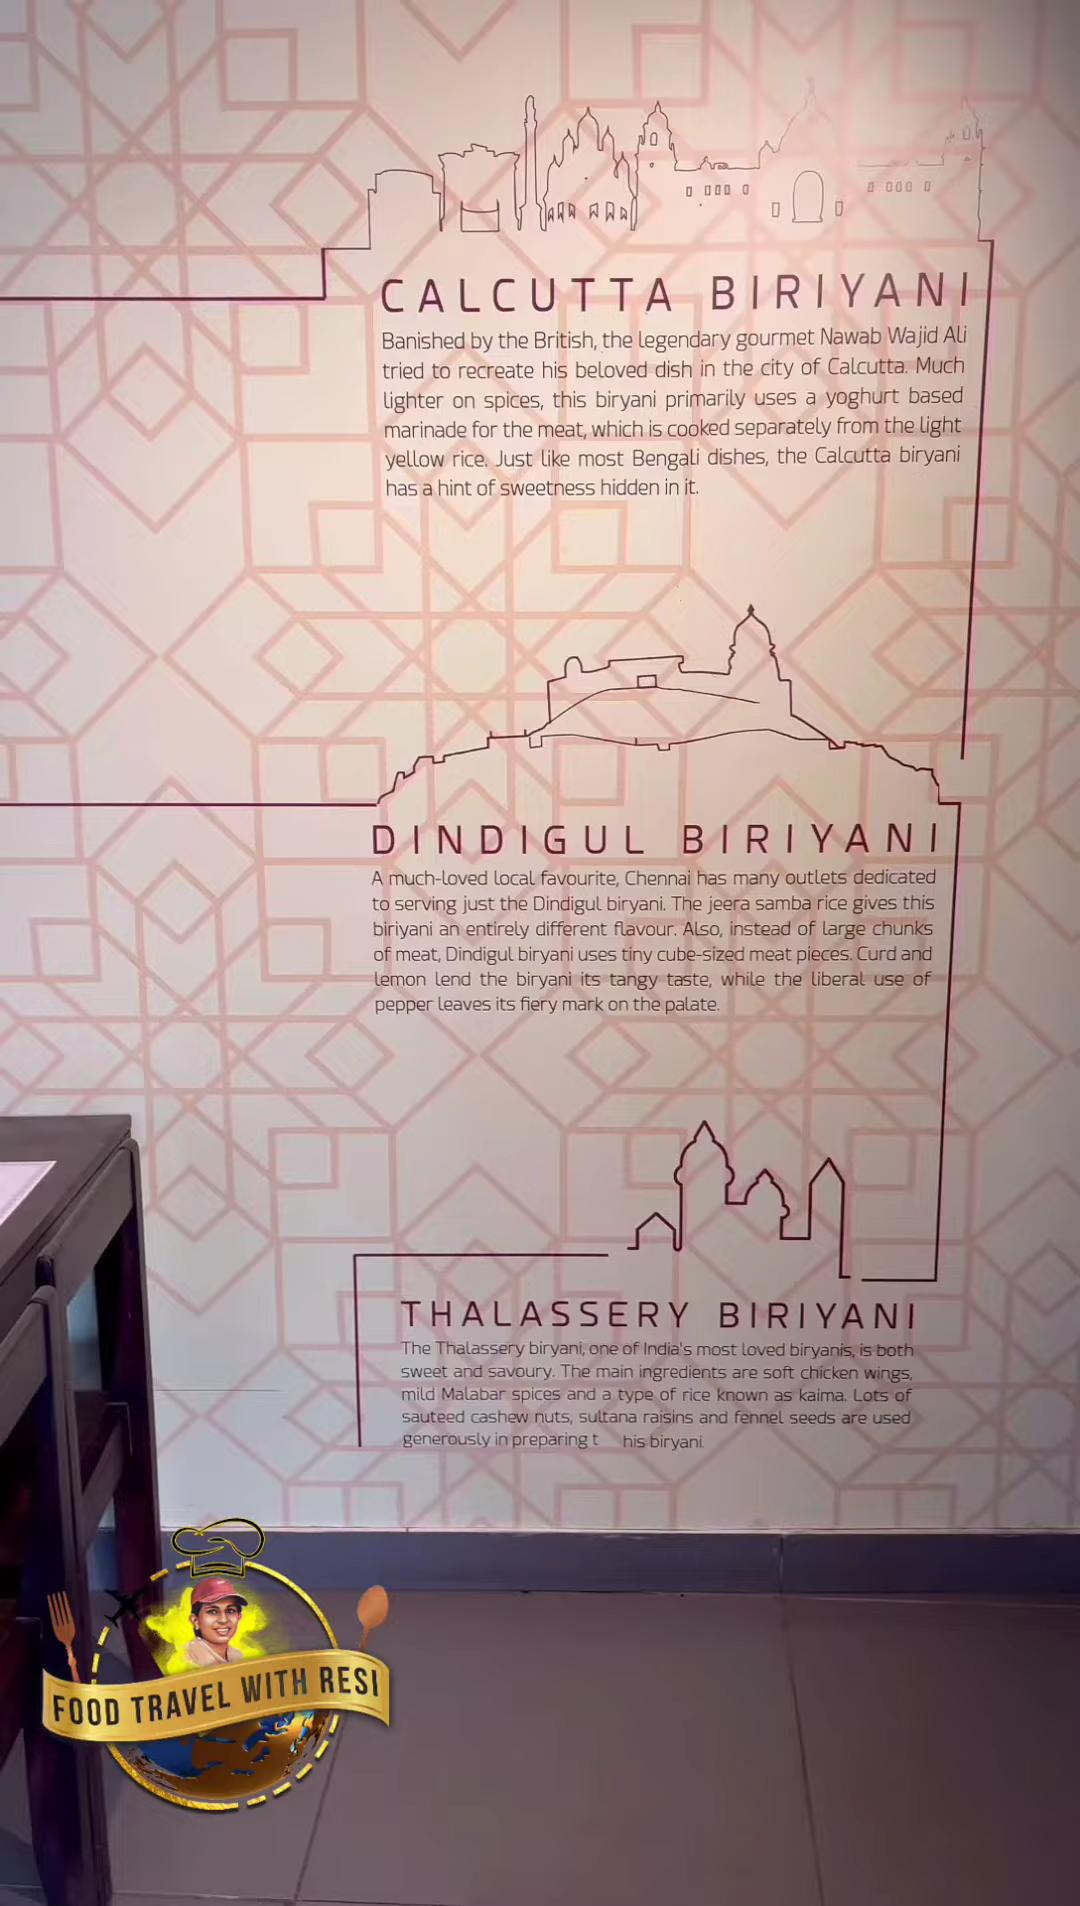 CALCUTTA BIRIYANI
Banished by the British, the legendary gourmet Nawab Wajid Ali
tried to recreate his beloved dish in the city of Calcutta. Much
lighter on spices, this biryani primarily uses a yoghurt based
marinade for the meat, which is cooked separately from the light
yellow rice. Just like most Bengali dishes, the Calcutta biryani
has a hint of sweetness hidden in it.
DINDIGUL BIRIYANI
A much-loved local favourite, Chennai has many outlets dedicated
to serving just the Dindigul biryani. The jeera samba rice gives this
biryani an entirely different flavour. Also, instead of large chunks
of meat, Dindigul biryani uses tiny cube-sized meat pieces. Curd and
lemon lend the biryani its tangy taste, while the liberal use of
pepper leaves its fiery mark on the palate.
THALASSERY BIRIYANI
The Thalassery biryani, one of India's most loved biryanis, is both
sweet and savoury. The main ingredients are soft chicken wings,
mild Malabar spices and a type of rice known as kaima. Lots of
sauteed cashew nuts, sultana raisins and fennel seeds are used
generously in preparing t his biryani.
FOOD TRAVEL WITH RESI